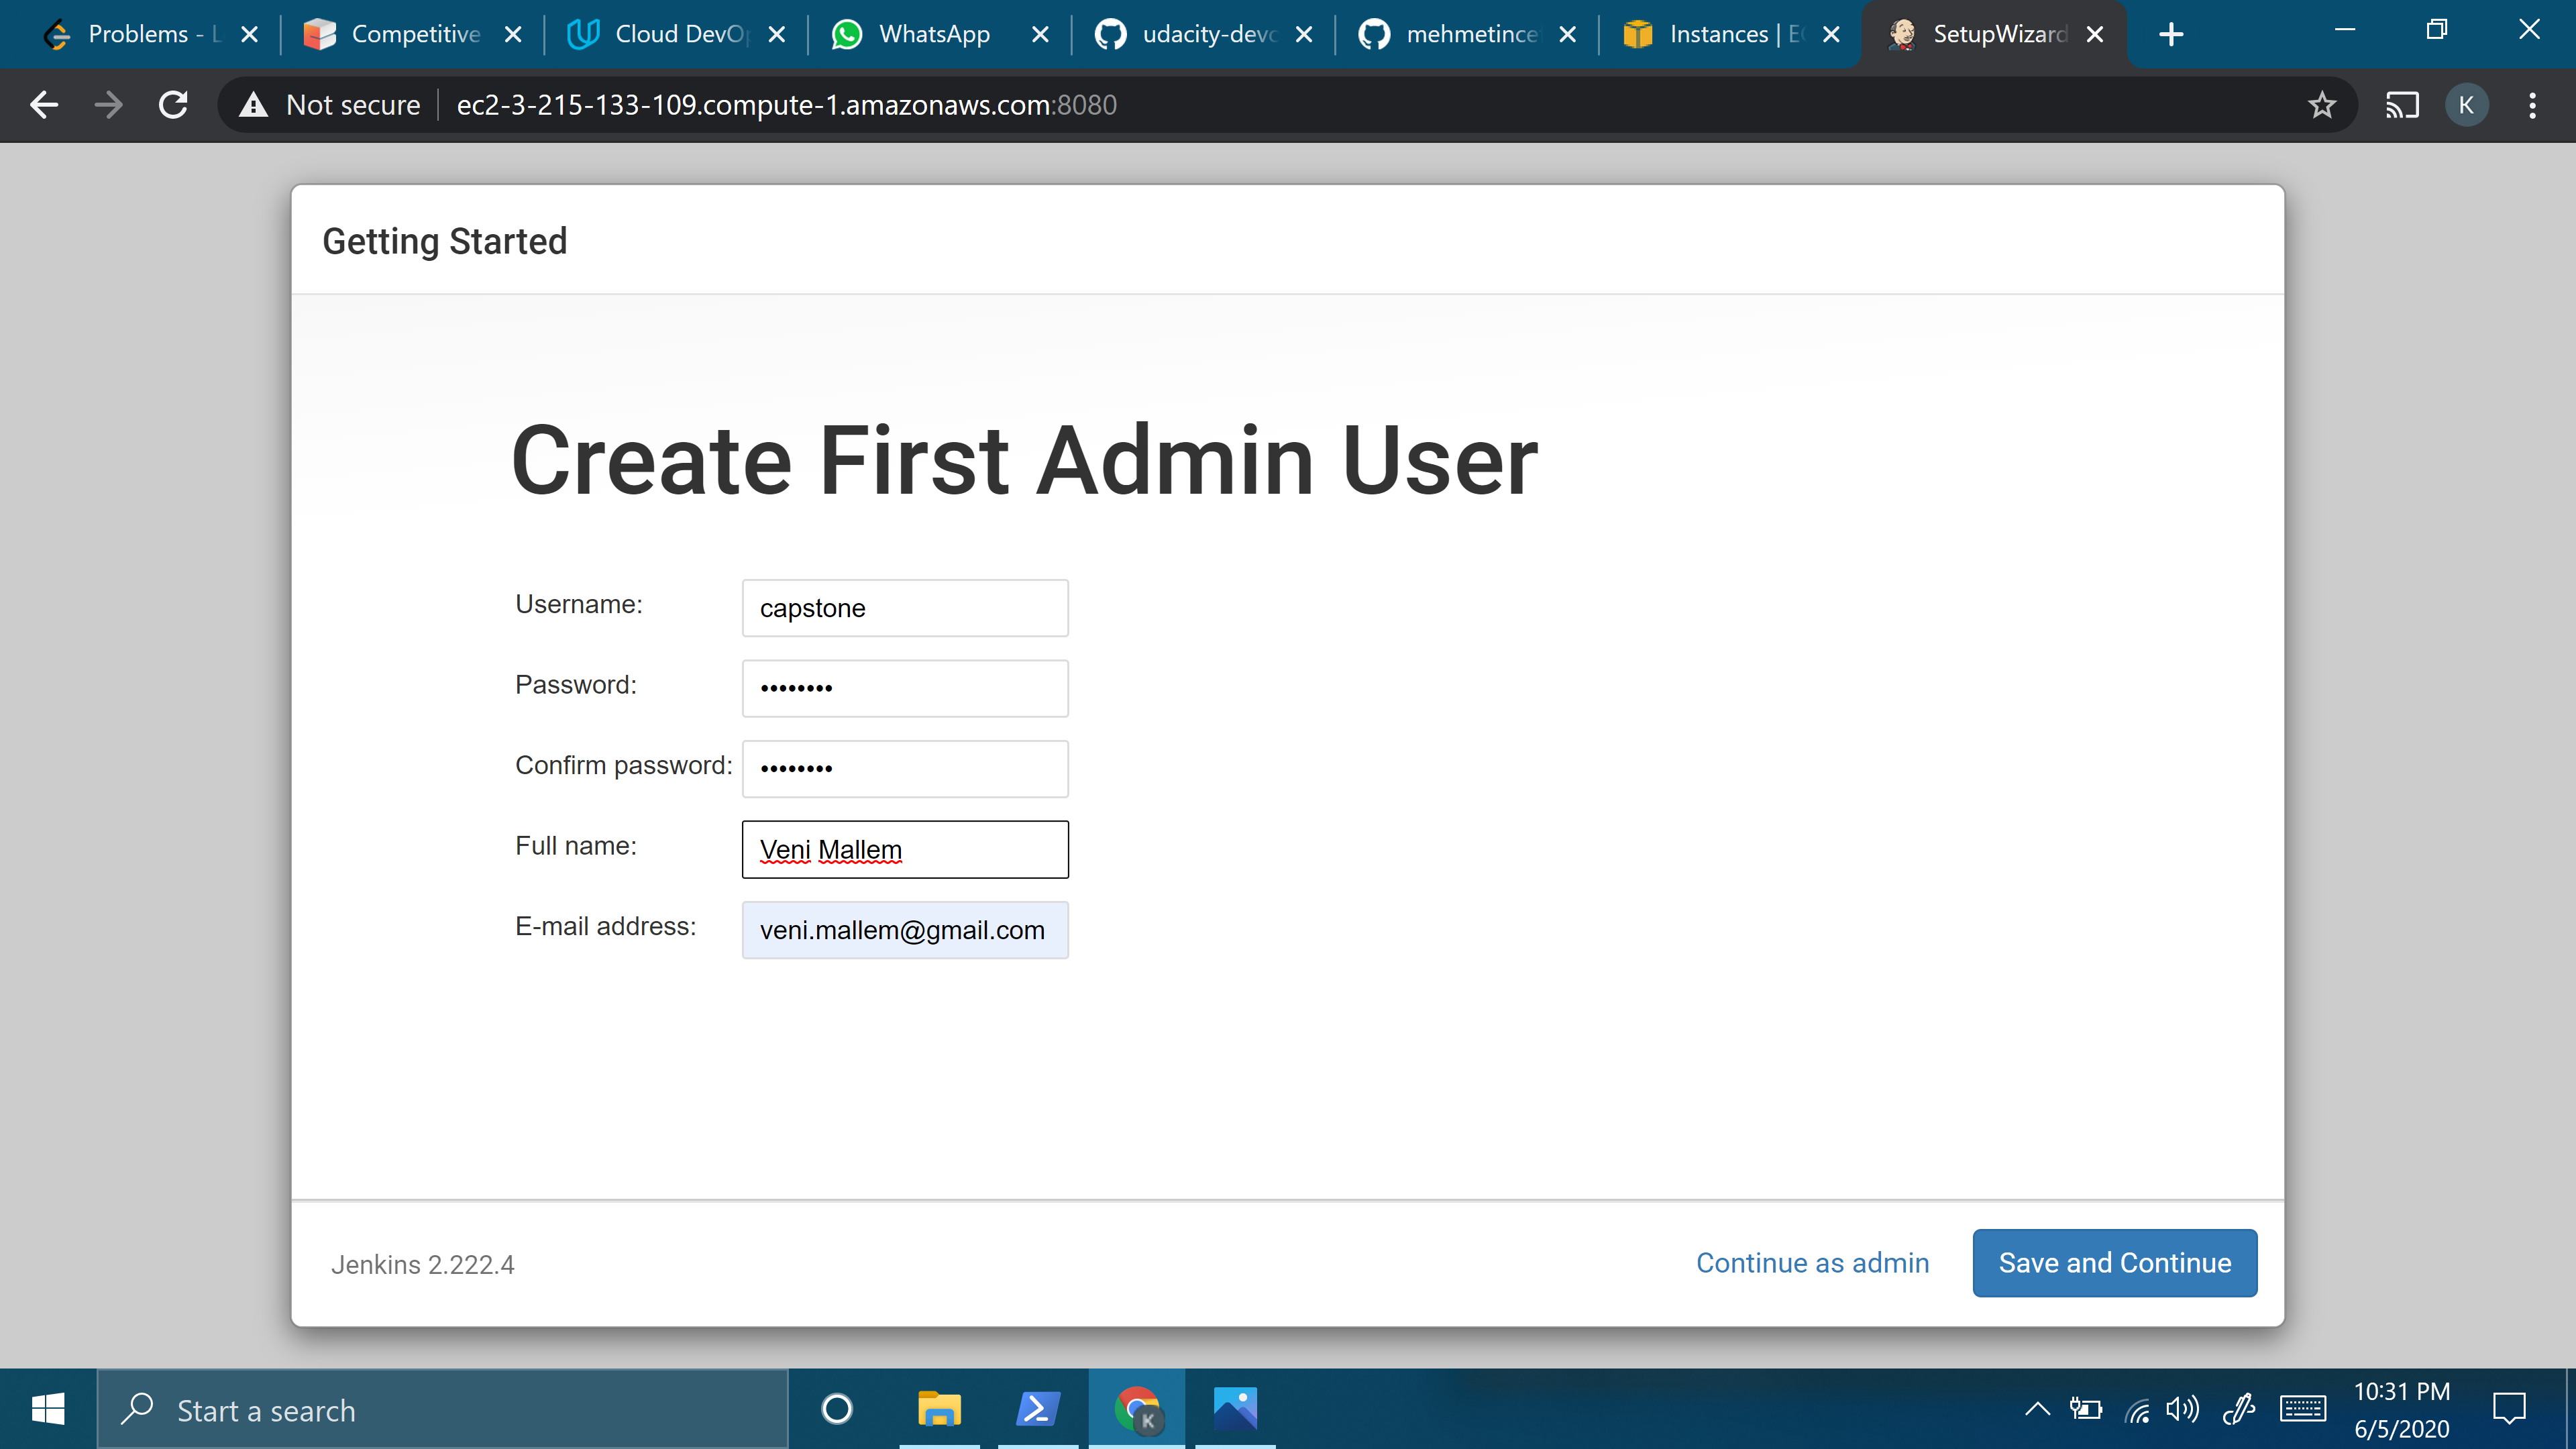 Problems - L
Competitive
Cloud DevOp
WhatsApp
udacity-devo
mehmetince
Instances | E
SetupWizard
Not secure
ec2-3-215-133-109.compute-1.amazonaws.com:8080
K
Getting Started
Create First Admin User
Username:
capstone
Password:
••••••••
Confirm password:
••••••••
Full name:
Veni Mallem
E-mail address:
veni.mallem@gmail.com
Jenkins 2.222.4
Continue as admin
Save and Continue
Start a search
K
10:31 PM
6/5/2020